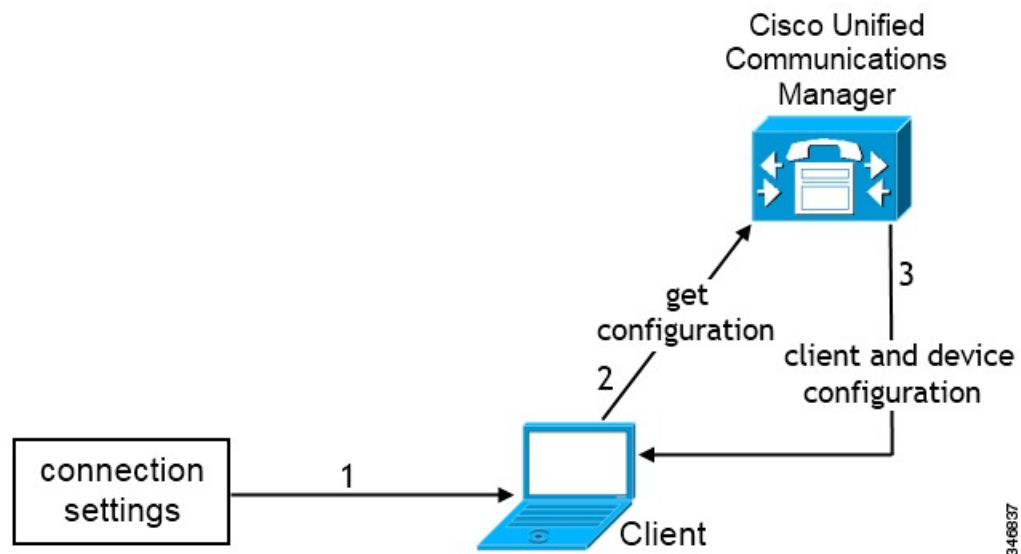 Cisco Unified
Communications
Manager
3
get
configuration
2
client and device
configuration
connection
settings
1
Client
346837